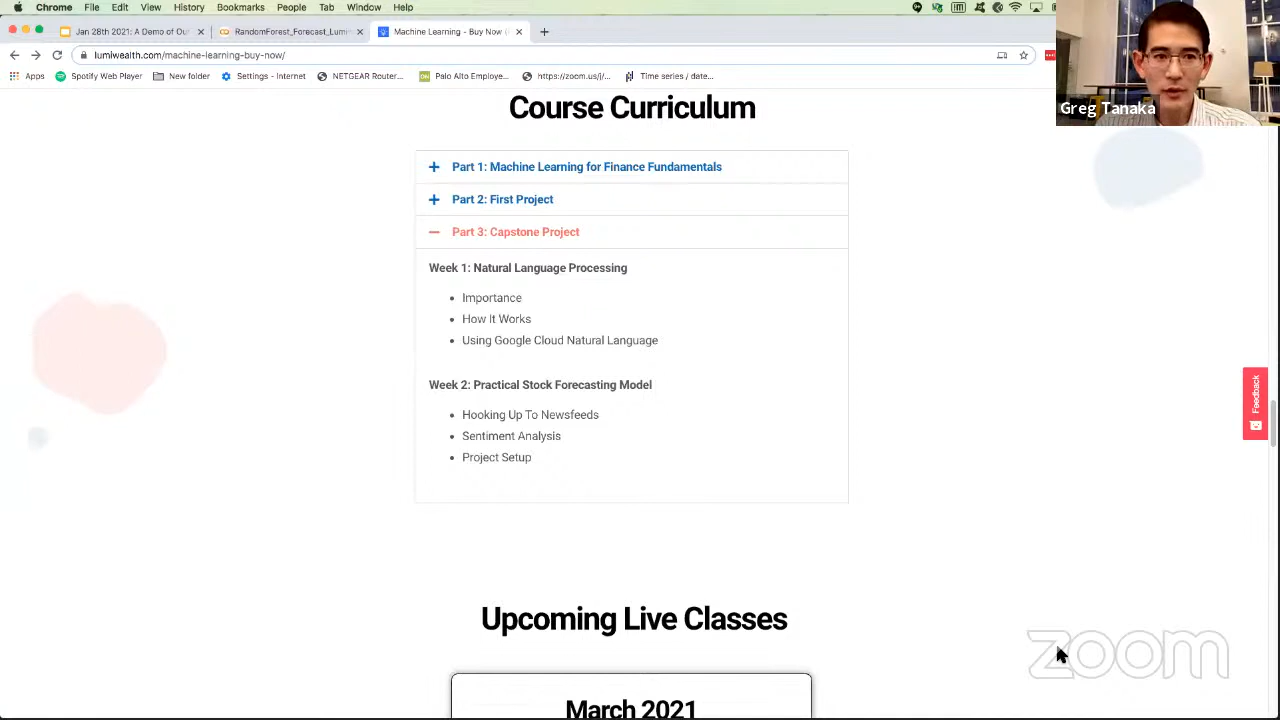 Chrome File Edit View History Bookmarks People Tab Window Help
Jan 28th 2021: A Demo of Our
RandomForest_Forecast_Lumi
Machine Learning - Buy Now (
lumiwealth.com/machine-learning-buy-now/
Apps Spotify Web Player New folder Settings - Internet NETGEAR Router... Palo Alto Employe... https://zoom.us/j/... Time series / date...
Greg Tanaka
Course Curriculum
Part 1: Machine Learning for Finance Fundamentals
Part 2: First Project
Part 3: Capstone Project
Week 1: Natural Language Processing
Importance
How It Works
Using Google Cloud Natural Language
Week 2: Practical Stock Forecasting Model
Hooking Up To Newsfeeds
Sentiment Analysis
Project Setup
Feedback
Upcoming Live Classes
zoom
March 2021